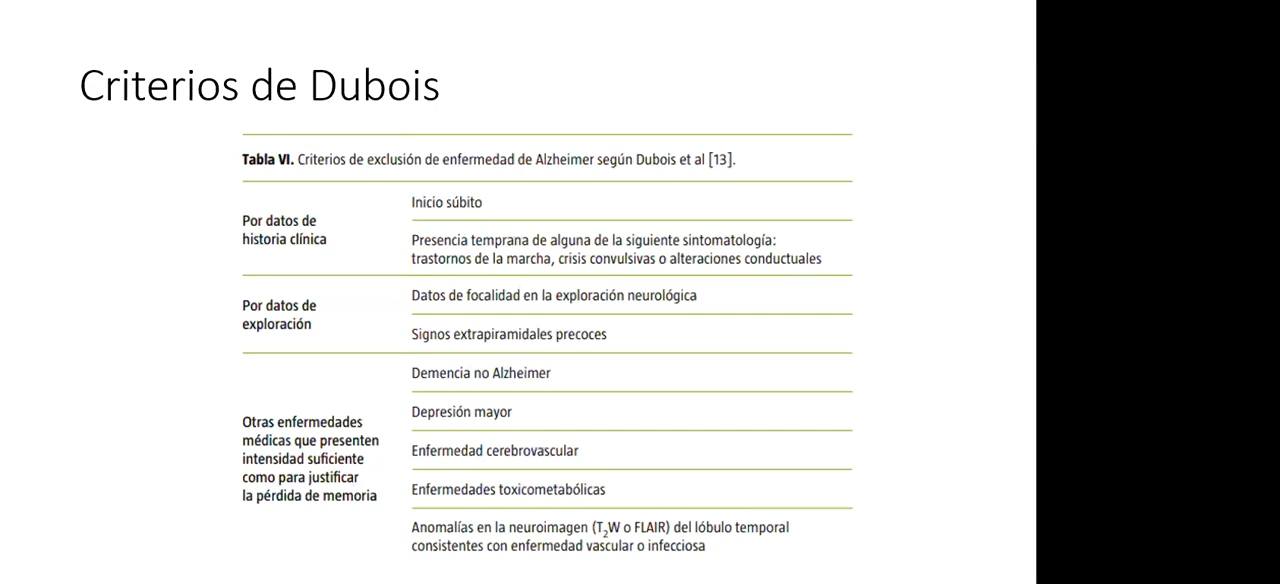 Criterios de Dubois
Tabla VI. Criterios de exclusión de enfermedad de Alzheimer según Dubois et al [13].
Por datos de
historia clínica
Inicio súbito
Presencia temprana de alguna de la siguiente sintomatología:
trastornos de la marcha, crisis convulsivas o alteraciones conductuales
Por datos de
exploración
Datos de focalidad en la exploración neurológica
Signos extrapiramidales precoces
Otras enfermedades
médicas que presenten
intensidad suficiente
como para justificar
la pérdida de memoria
Demencia no Alzheimer
Depresión mayor
Enfermedad cerebrovascular
Enfermedades toxicometabólicas
Anomalías en la neuroimagen (T₂W o FLAIR) del lóbulo temporal
consistentes con enfermedad vascular o infecciosa